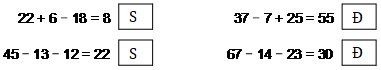 22 + 6 – 18 = 8 S 37 – 7 + 25 = 55 Đ
45 – 13 – 12 = 22 S 67 – 14 – 23 = 30 Đ